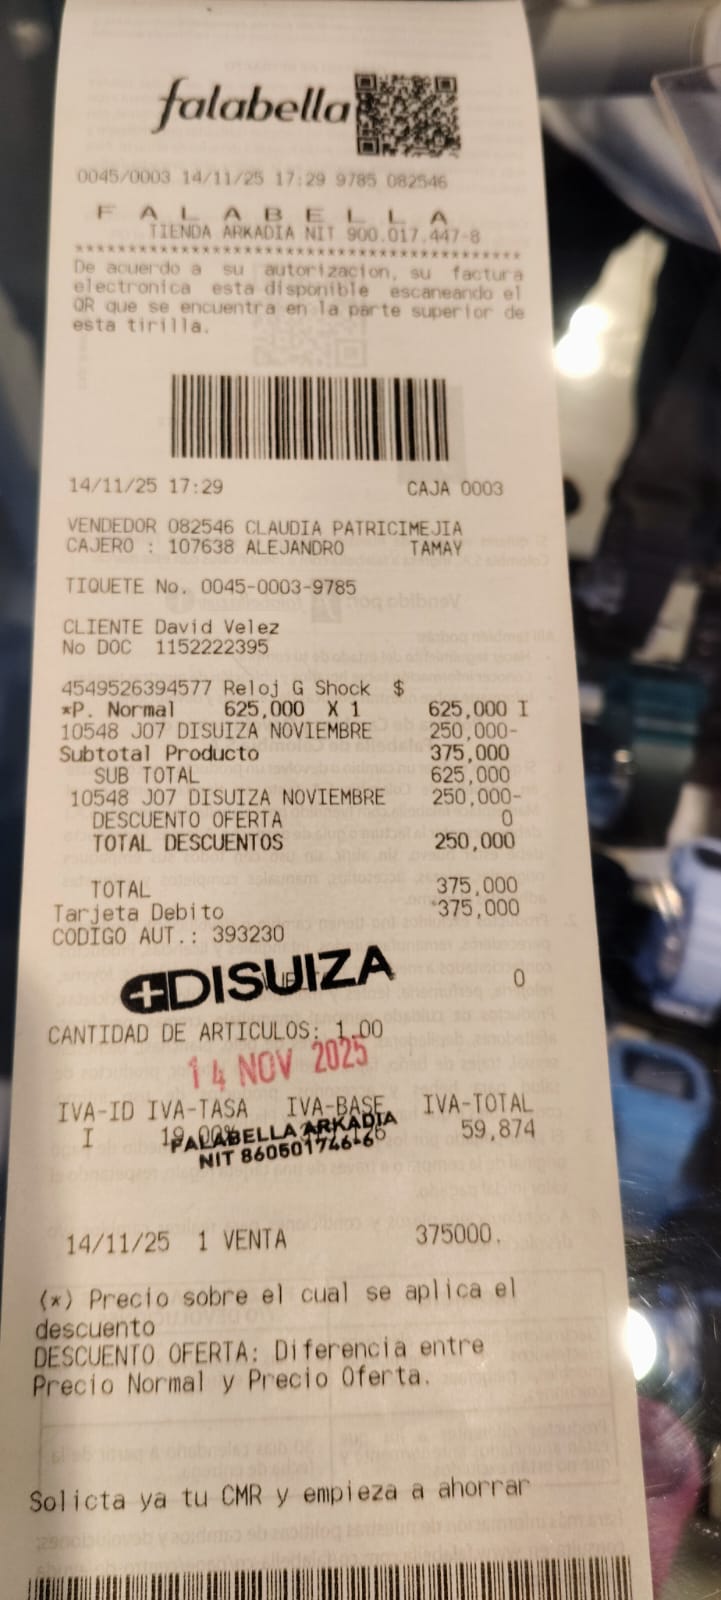 falabella
0045/0003 14/11/25 17:29 9785 082546
F A L A B E L L A
TIENDA ARKADIA NIT 900.017.447-8
****************************************************
De acuerdo a su autorizacion, su factura
electronica esta disponible escaneando el
QR que se encuentra en la parte superior de
esta tirilla.
14/11/25 17:29 CAJA 0003
VENDEDOR 082546 CLAUDIA PATRICIMEJIA
CAJERO : 107638 ALEJANDRO TAMAY
TIQUETE No. 0045-0003-9785
CLIENTE David Velez
No DOC 1152222395
4549526394577 Reloj G Shock $
*P. Normal 625,000 X 1 625,000 I
10548 J07 DISUIZA NOVIEMBRE 250,000-
Subtotal Producto 375,000
SUB TOTAL 625,000
10548 J07 DISUIZA NOVIEMBRE 250,000-
DESCUENTO OFERTA 0
TOTAL DESCUENTOS 250,000
TOTAL 375,000
Tarjeta Debito *375,000
CODIGO AUT.: 393230
DISUIZA
0
CANTIDAD DE ARTICULOS: 1.00
14 NOV 2025
IVA-ID IVA-TASA IVA-BASE IVA-TOTAL
I 19.00% 59,874
FALABELLA ARKADIA
NIT 860501746-6
14/11/25 1 VENTA 375000.
(*) Precio sobre el cual se aplica el
descuento
DESCUENTO OFERTA: Diferencia entre
Precio Normal y Precio Oferta.
Solicta ya tu CMR y empieza a ahorrar